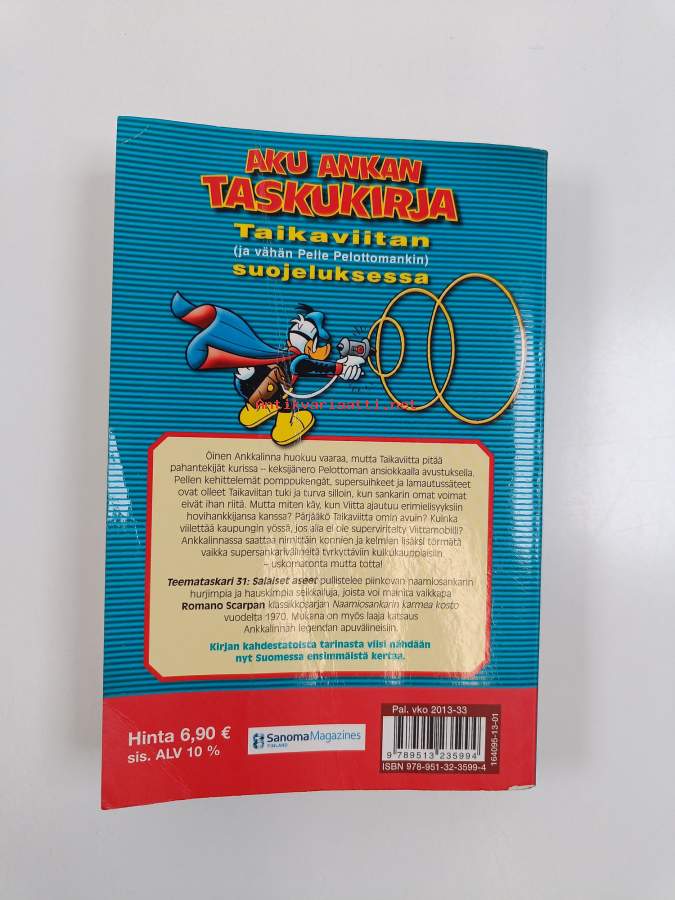 AKU ANKAN
TASKUKIRJA
Taikaviitan
(ja vähän Pelle Pelottomankin)
suojeluksessa
Antikvariaatti.net
Öinen Ankkalinna huokuu vaaraa, mutta Taikaviitta pitää
pahantekijät kurissa – keksijänero Pelottoman ansiokkaalla avustuksella.
Pellen kehittelemät pomppukengät, supersuihkeet ja lamautussäteet
ovat olleet Taikaviitan tuki ja turva silloin, kun sankarin omat voimat
eivät ihan riitä. Mutta miten käy, kun Viitta ajautuu erimielisyyksiin
hovihankkijansa kanssa? Pärjääkö Taikaviitta omin avuin? Kuinka
viilettää kaupungin yössä, jos alla ei ole superviritelty Viittamobiili?
Ankkalinnassa saattaa nimittäin konnien ja kelmien lisäksi törmätä
vaikka supersankarivälineitä tyrkyttäviin kulkukauppiaisiin
– uskomatonta mutta totta!
Teemataskari 31: Salaiset aseet pullistelee piinkovan naamiosankarin
hurjimpia ja hauskimpia seikkailuja, joista voi mainita vaikkapa
Romano Scarpan klassikkosarjan Naamiosankarin karmea kosto
vuodelta 1970. Mukana on myös laaja katsaus
Ankkalinnan legendan apuvälineisiin.
Kirjan kahdestatoista tarinasta viisi nähdään
nyt Suomessa ensimmäistä kertaa.
Hinta 6,90 €
sis. ALV 10 %
SanomaMagazines
FINLAND
Pal. vko 2013-33
9 789513 235994
ISBN 978-951-32-3599-4
164095-13-01